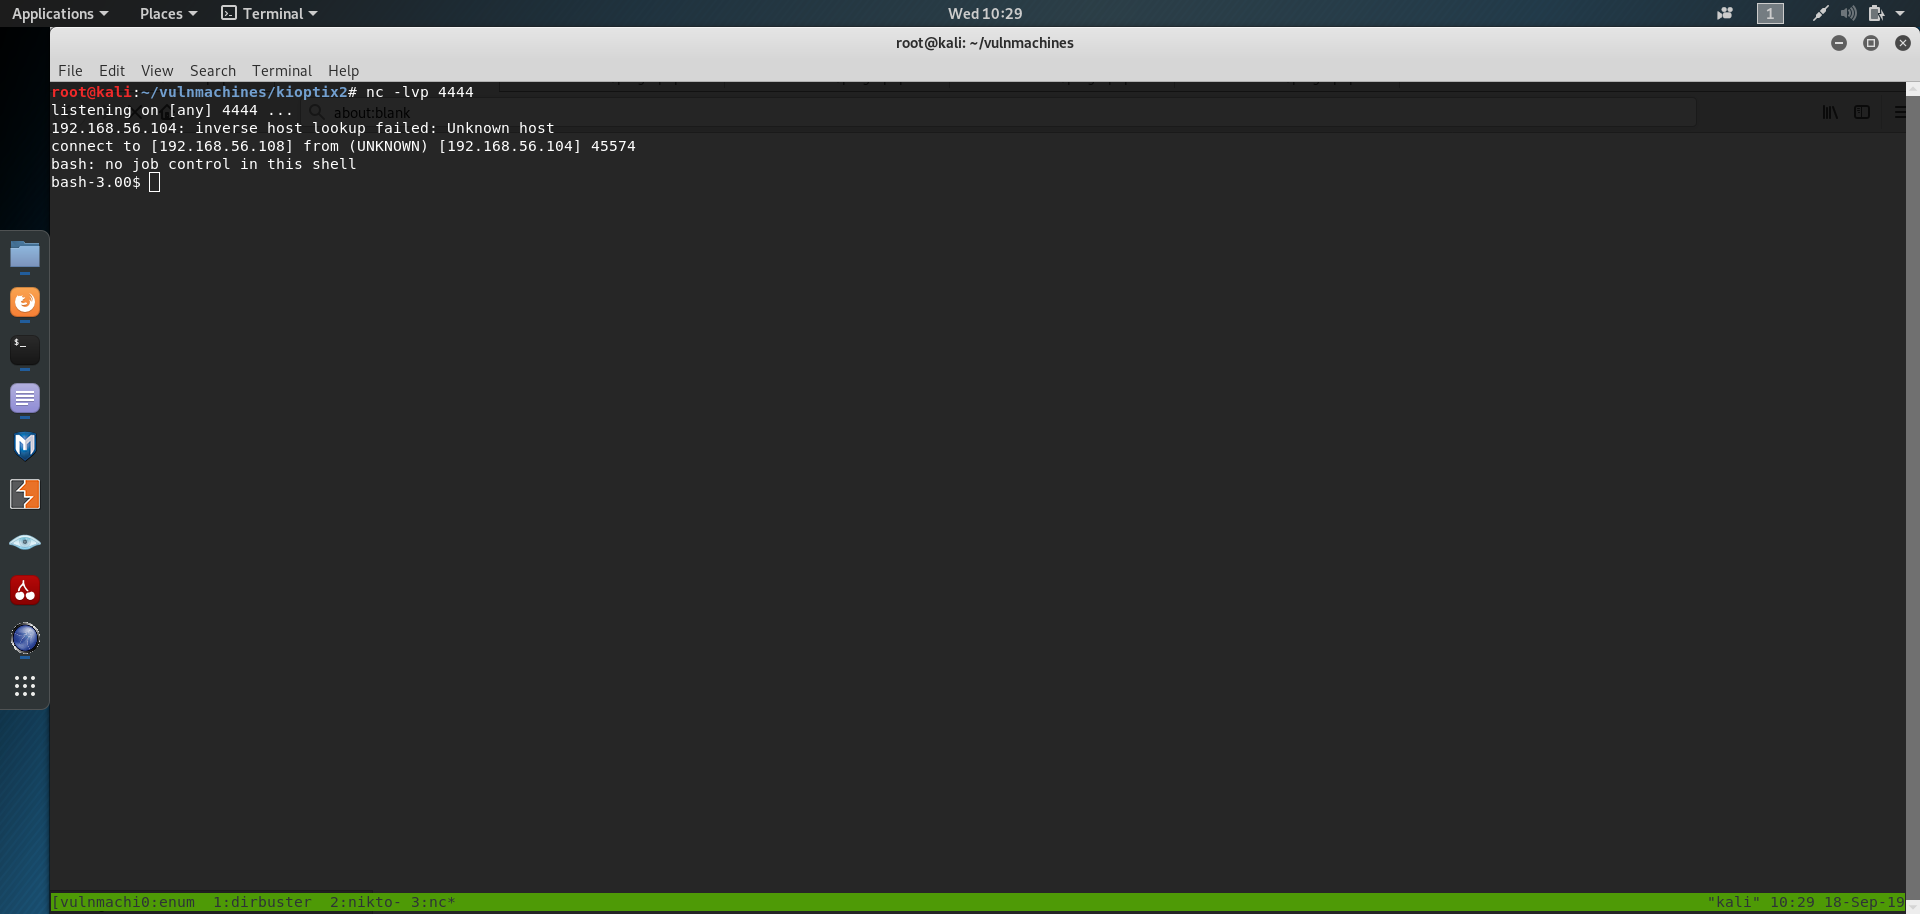 Applications Places Terminal Wed 10:29 1
root@kali: ~/vulnmachines
File Edit View Search Terminal Help
root@kali:~/vulnmachines/kioptix2# nc -lvp 4444
listening on [any] 4444 ...
about:blank
192.168.56.104: inverse host lookup failed: Unknown host
connect to [192.168.56.108] from (UNKNOWN) [192.168.56.104] 45574
bash: no job control in this shell
bash-3.00$
$_
[vulnmachi0:enum 1:dirbuster 2:nikto- 3:nc* "kali" 10:29 18-Sep-19